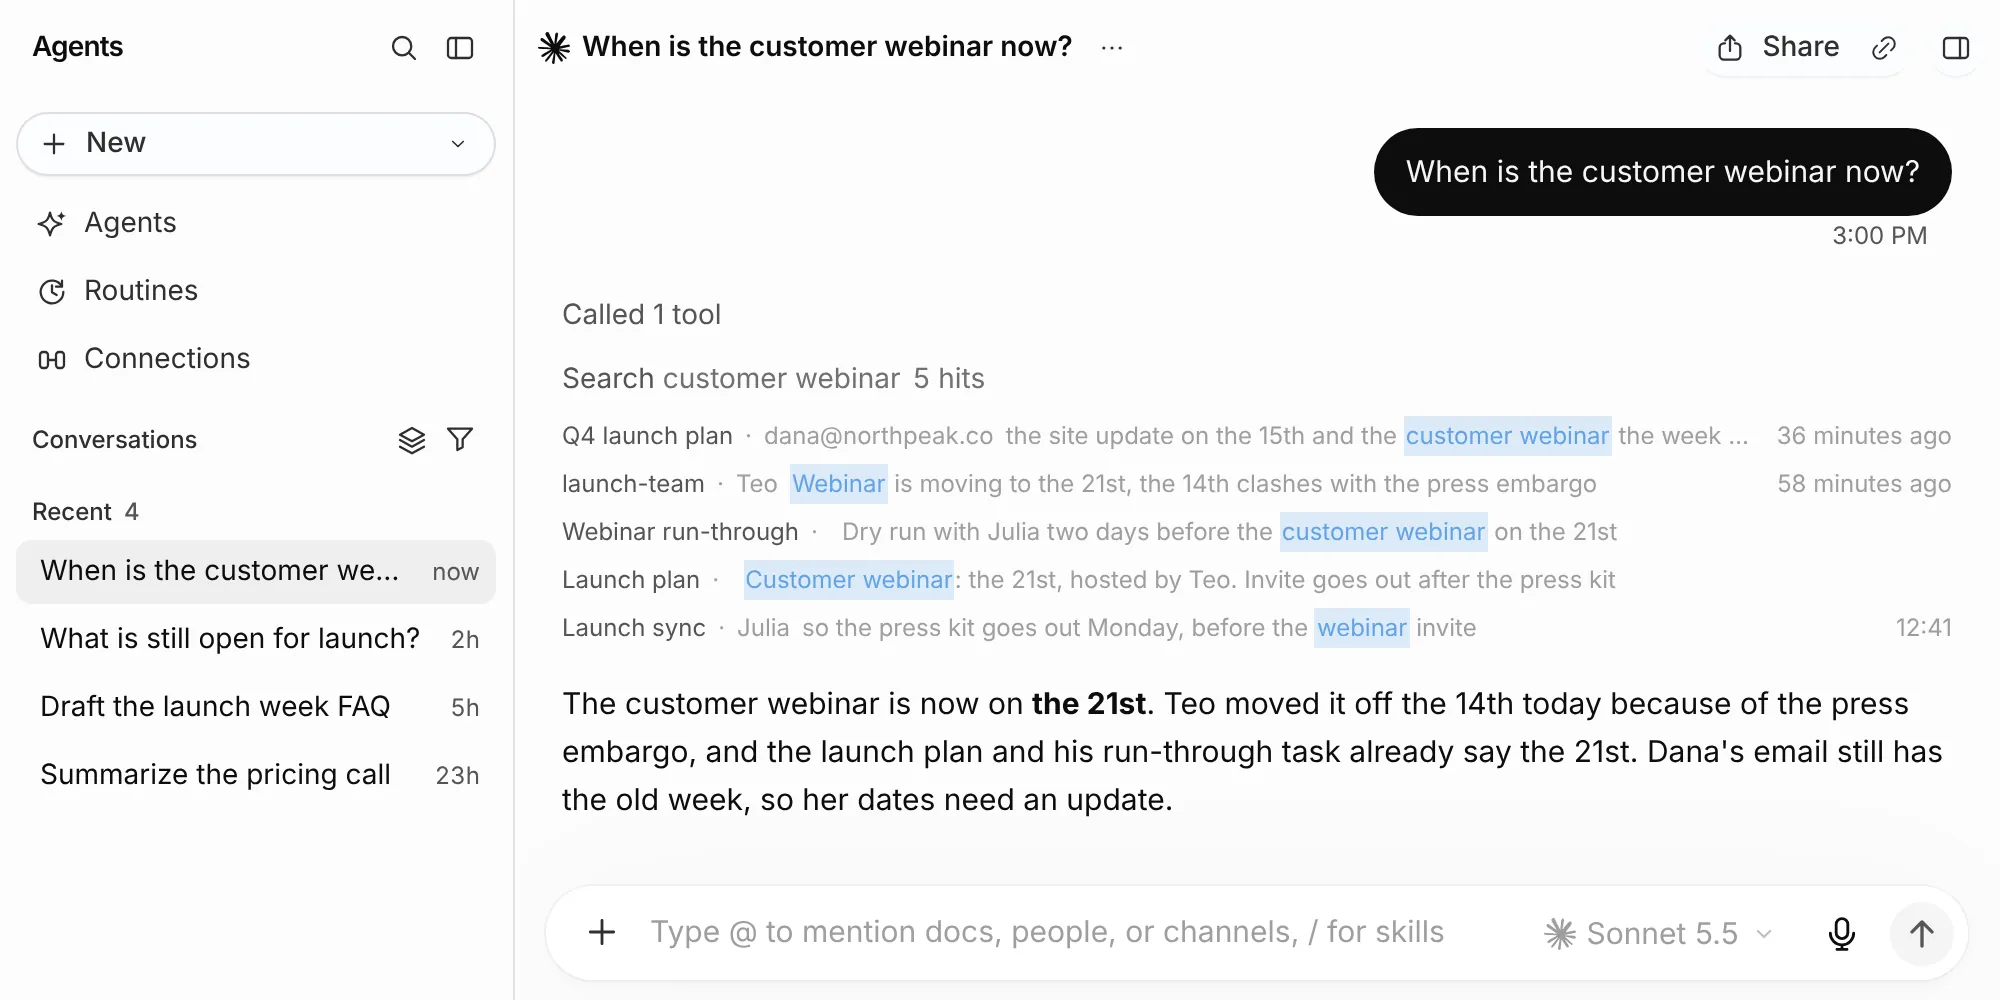 Agents
New
Agents
Routines
Connections
Conversations
Recent 4
When is the customer we... now
What is still open for launch? 2h
Draft the launch week FAQ 5h
Summarize the pricing call 23h
When is the customer webinar now? ...
Share
When is the customer webinar now?
3:00 PM
Called 1 tool
Search customer webinar 5 hits
Q4 launch plan · dana@northpeak.co the site update on the 15th and the customer webinar the week ... 36 minutes ago
launch-team · Teo Webinar is moving to the 21st, the 14th clashes with the press embargo 58 minutes ago
Webinar run-through · Dry run with Julia two days before the customer webinar on the 21st
Launch plan · Customer webinar: the 21st, hosted by Teo. Invite goes out after the press kit
Launch sync · Julia so the press kit goes out Monday, before the webinar invite 12:41
The customer webinar is now on the 21st. Teo moved it off the 14th today because of the press
embargo, and the launch plan and his run-through task already say the 21st. Dana's email still has
the old week, so her dates need an update.
Type @ to mention docs, people, or channels, / for skills
Sonnet 5.5